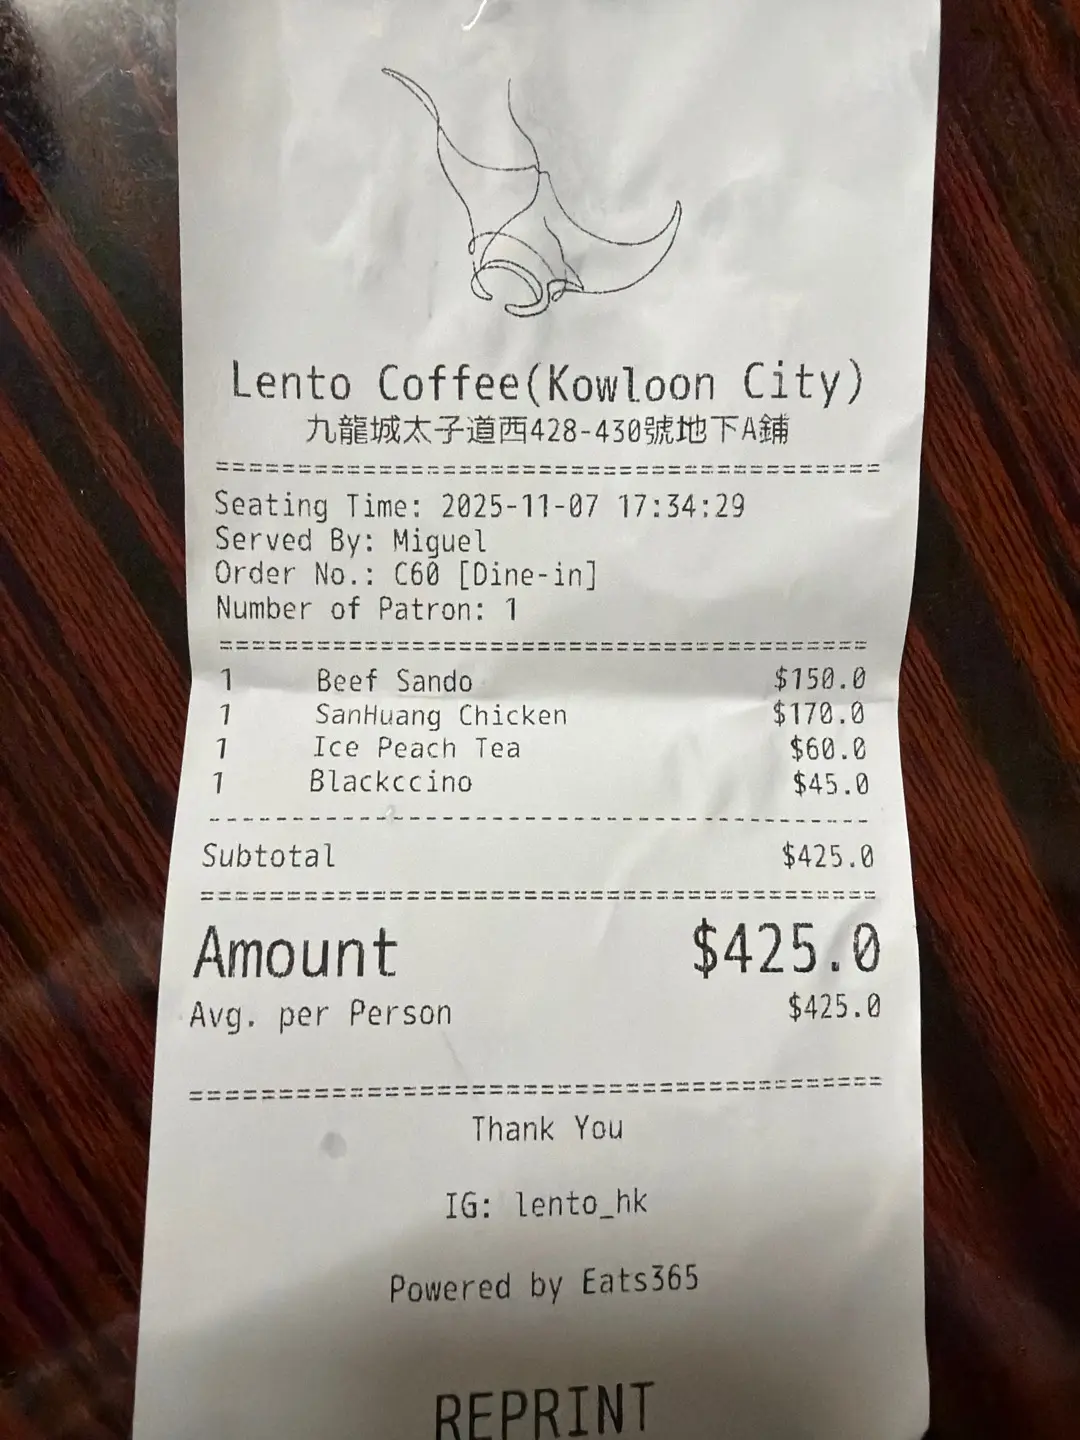 Lento Coffee(Kowloon City)
九龍城太子道西428-430號地下A鋪
=========================================
Seating Time: 2025-11-07 17:34:29
Served By: Miguel
Order No.: C60 [Dine-in]
Number of Patron: 1
=========================================
1 Beef Sando $150.0
1 SanHuang Chicken $170.0
1 Ice Peach Tea $60.0
1 Blackccino $45.0
-----------------------------------------
Subtotal $425.0
=========================================
Amount $425.0
Avg. per Person $425.0
=========================================
Thank You
IG: lento_hk
Powered by Eats365
REPRINT